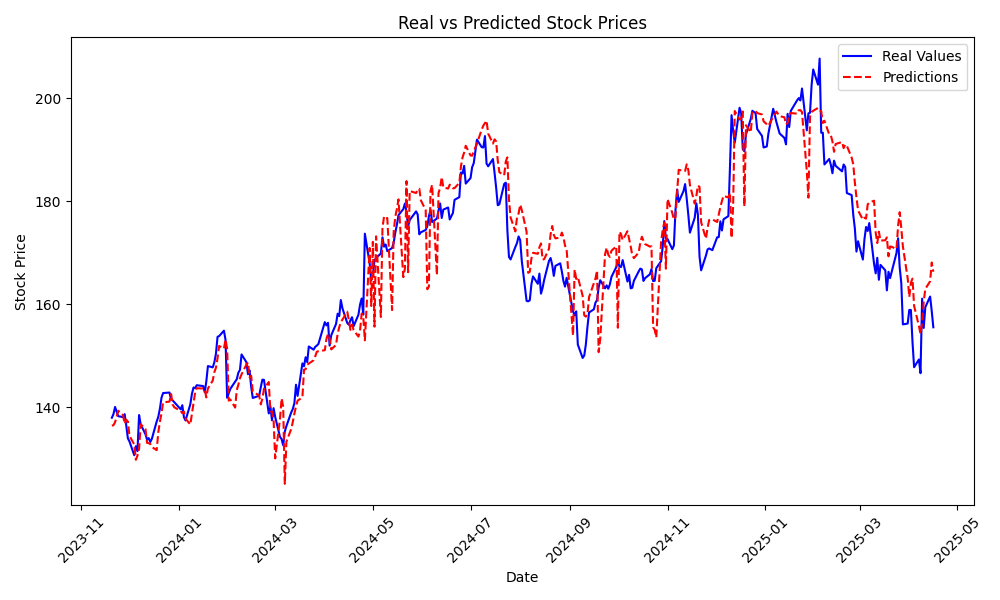 Real vs Predicted Stock Prices
Real Values
Predictions
Stock Price
200
180
160
140
2023-11
2024-01
2024-03
2024-05
2024-07
2024-09
2024-11
2025-01
2025-03
2025-05
Date